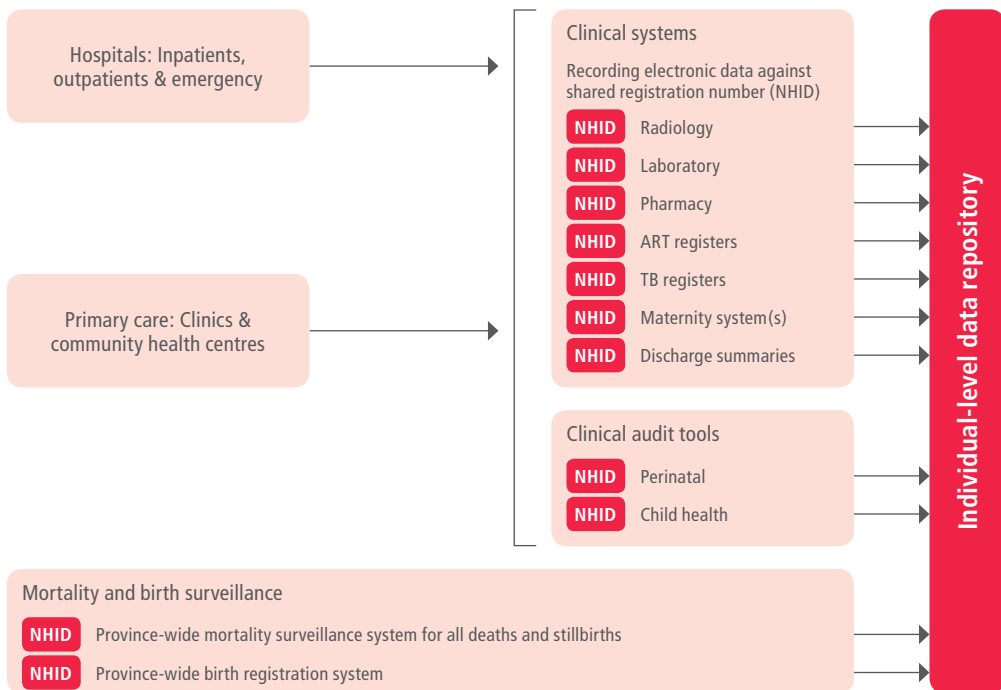 Hospitals: Inpatients,
outpatients & emergency
Primary care: Clinics &
community health centres
Clinical systems
Recording electronic data against
shared registration number (NHID)
NHID Radiology
NHID Laboratory
NHID Pharmacy
NHID ART registers
NHID TB registers
NHID Maternity system(s)
NHID Discharge summaries
Clinical audit tools
NHID Perinatal
NHID Child health
Mortality and birth surveillance
NHID Province-wide mortality surveillance system for all deaths and stillbirths
NHID Province-wide birth registration system
Individual-level data repository